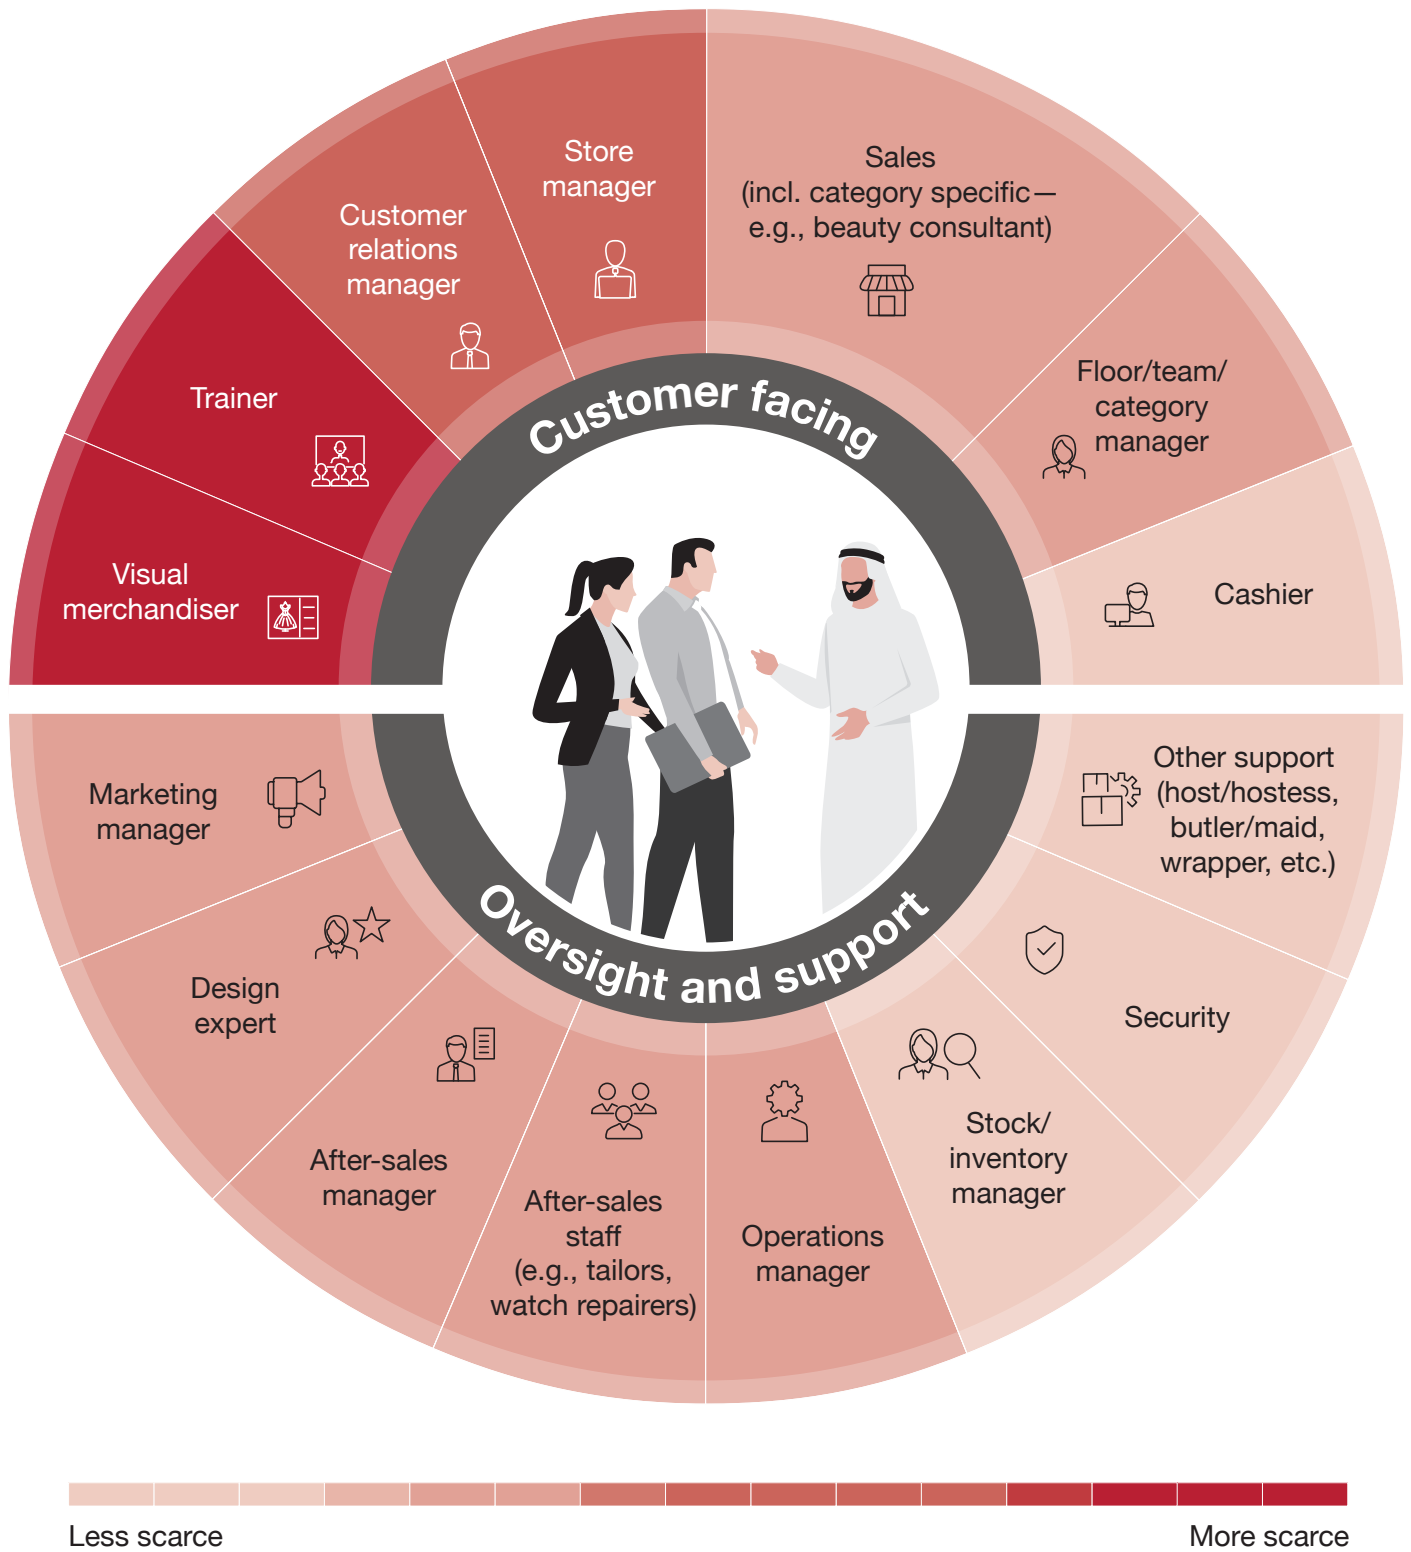 Store
manager
Customer
relations
manager
Trainer
Visual
merchandiser
Sales
(incl. category specific—
e.g., beauty consultant)
Floor/team/
category
manager
Cashier
Customer facing
Marketing
manager
Design
expert
After-sales
manager
After-sales
staff
(e.g., tailors,
watch repairers)
Operations
manager
Stock/
inventory
manager
Security
Other support
(host/hostess,
butler/maid,
wrapper, etc.)
Oversight and support
Less scarce
More scarce